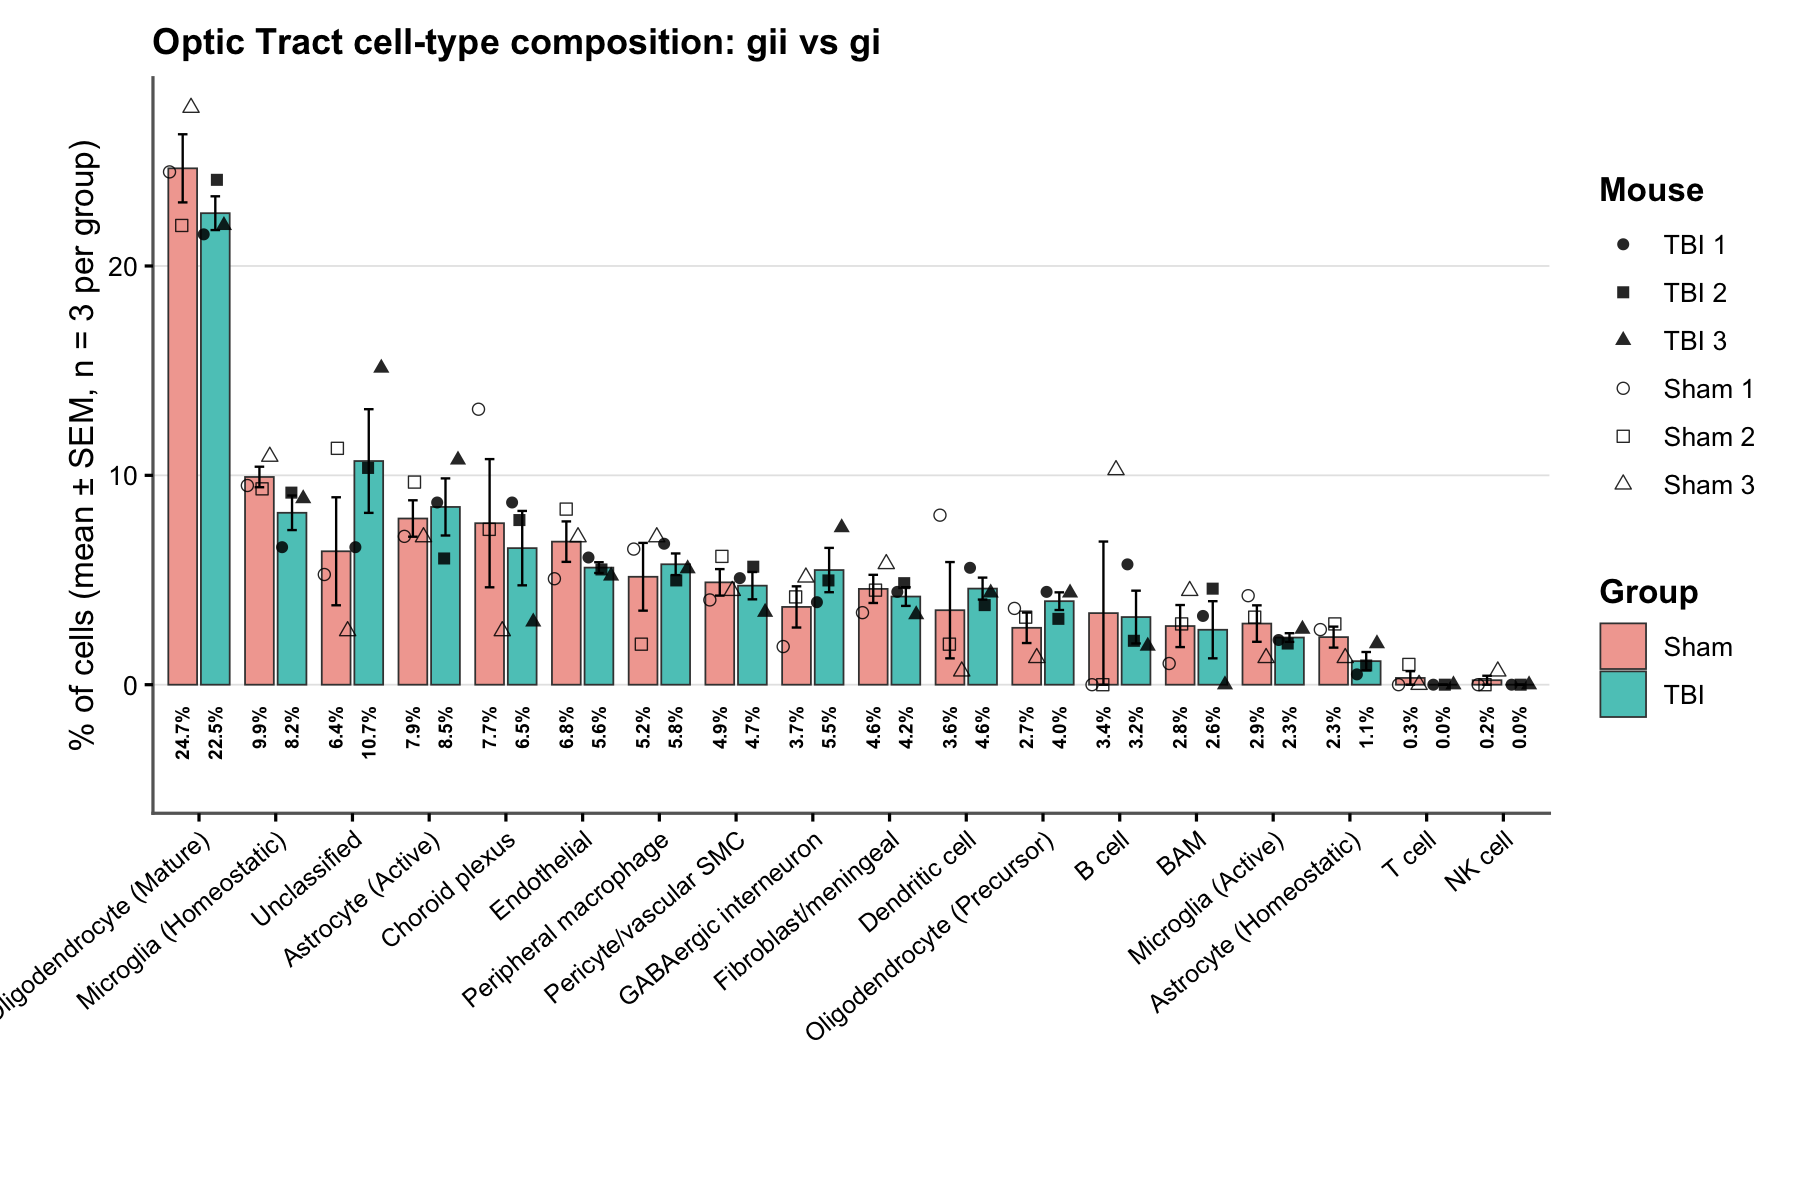 Optic Tract cell-type composition: gii vs gi
% of cells (mean ± SEM, n = 3 per group)
20
10
0
24.7%
22.5%
9.9%
8.2%
6.4%
10.7%
7.9%
8.5%
7.7%
6.5%
6.8%
5.6%
5.2%
5.8%
4.9%
4.7%
3.7%
5.5%
4.6%
4.2%
3.6%
4.6%
2.7%
4.0%
3.4%
3.2%
2.8%
2.6%
2.9%
2.3%
2.3%
1.1%
0.3%
0.0%
0.2%
0.0%
ligodendrocyte (Mature)
Microglia (Homeostatic)
Unclassified
Astrocyte (Active)
Choroid plexus
Endothelial
Peripheral macrophage
Pericyte/vascular SMC
GABAergic interneuron
Fibroblast/meningeal
Dendritic cell
Oligodendrocyte (Precursor)
B cell
BAM
Microglia (Active)
Astrocyte (Homeostatic)
T cell
NK cell
Mouse
TBI 1
TBI 2
TBI 3
Sham 1
Sham 2
Sham 3
Group
Sham
TBI